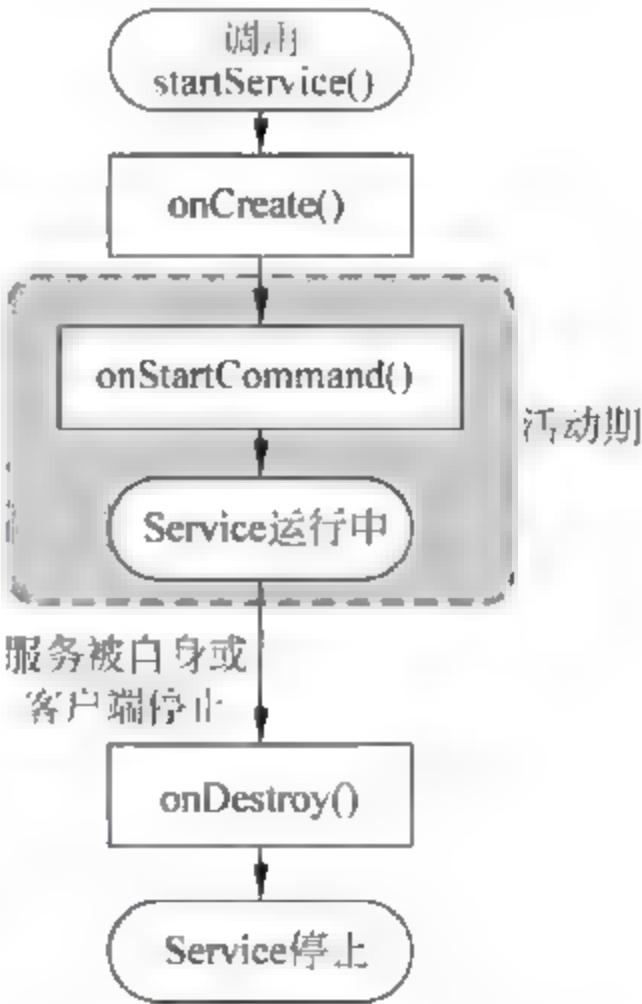 调用
startService()
onCreate()
onStartCommand()
活动期
Service运行中
服务被自身或
客户端停止
onDestroy()
Service停止